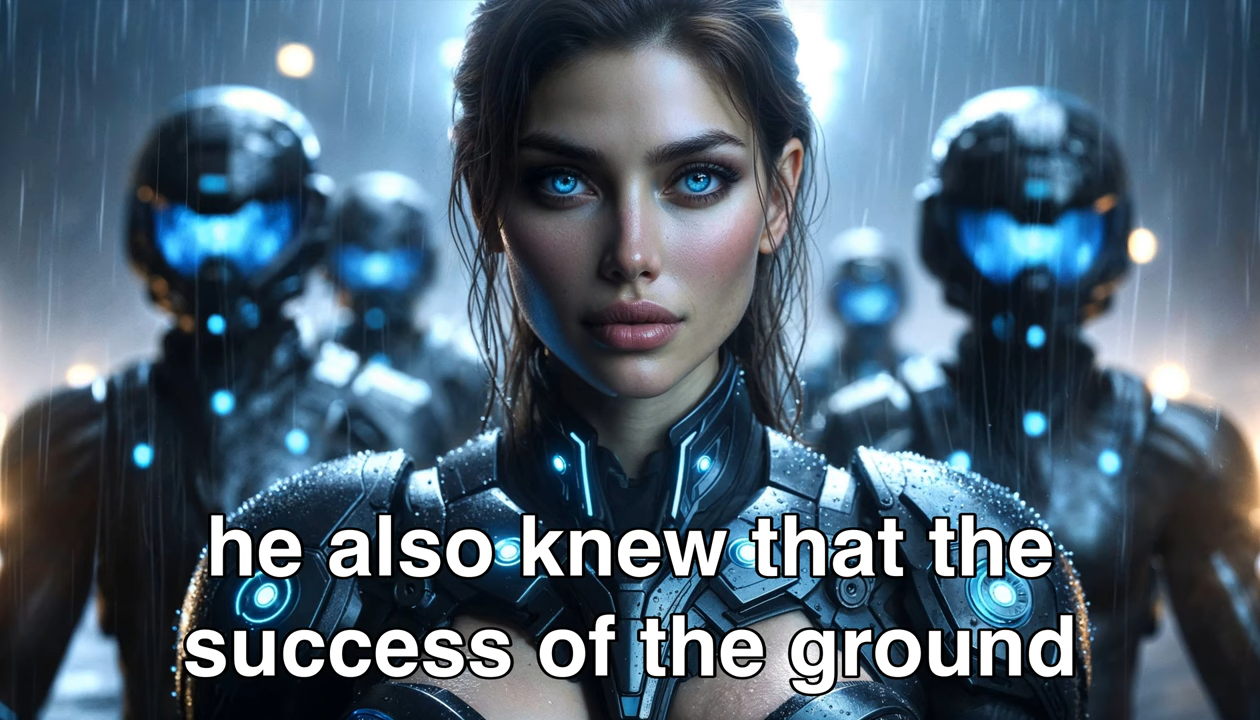 he also knew that the
success of the ground